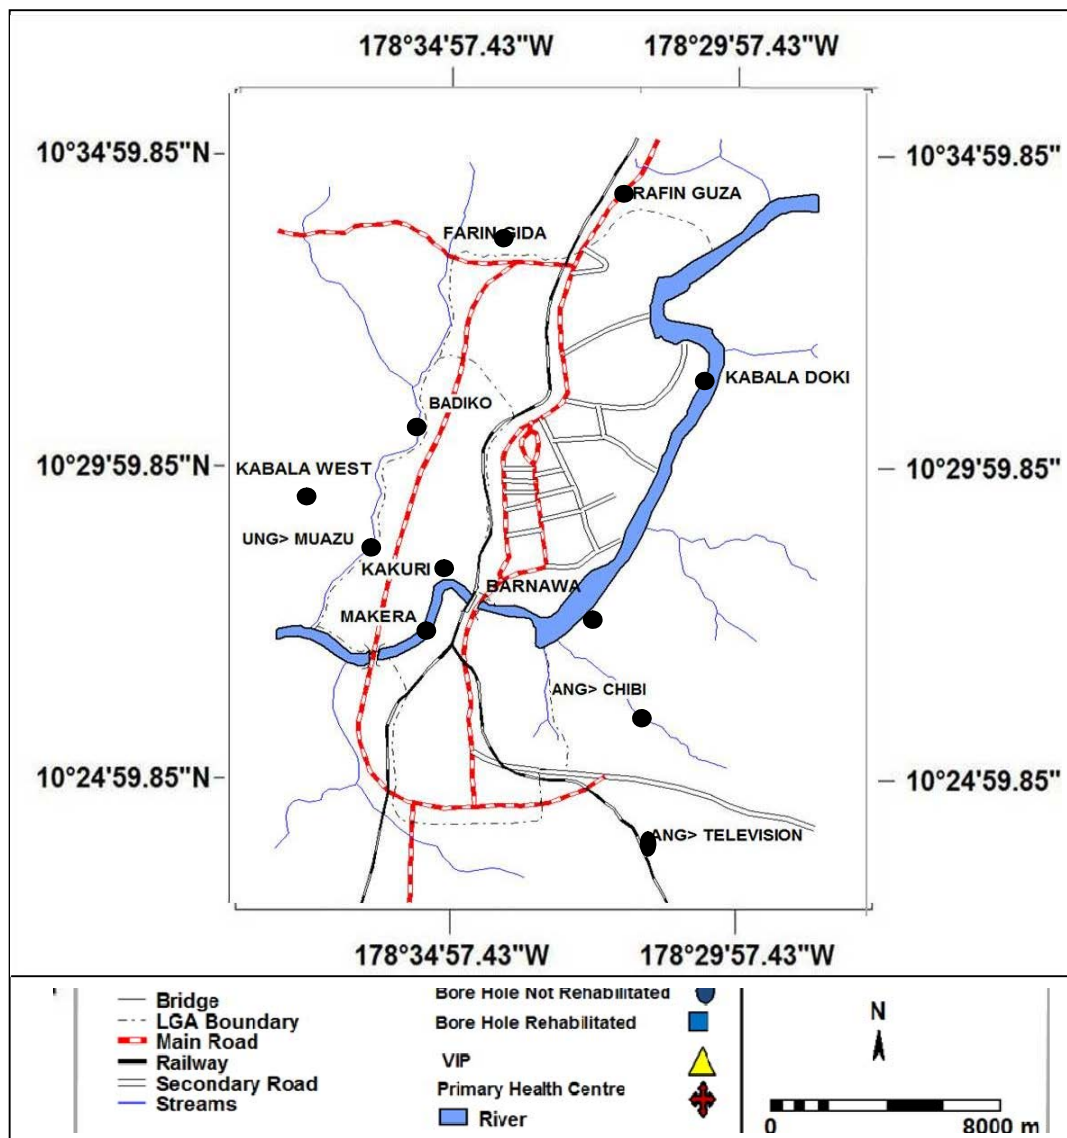 178°34'57.43"W 178°29'57.43"W
10°34'59.85"N 10°34'59.85"
RAFIN GUZA
FARIN GIDA
KABALA DOKI
BADIKO
10°29'59.85"N 10°29'59.85"
KABALA WEST
UNG> MUAZU
KAKURI
BARNAWA
MAKERA
ANG> CHIBI
10°24'59.85"N 10°24'59.85"
ANG> TELEVISION
178°34'57.43"W 178°29'57.43"W
Bridge
LGA Boundary
Main Road
Railway
Secondary Road
Streams
Bore Hole Not Rehabilitated
Bore Hole Rehabilitated
VIP
Primary Health Centre
River
N
0 8000 m